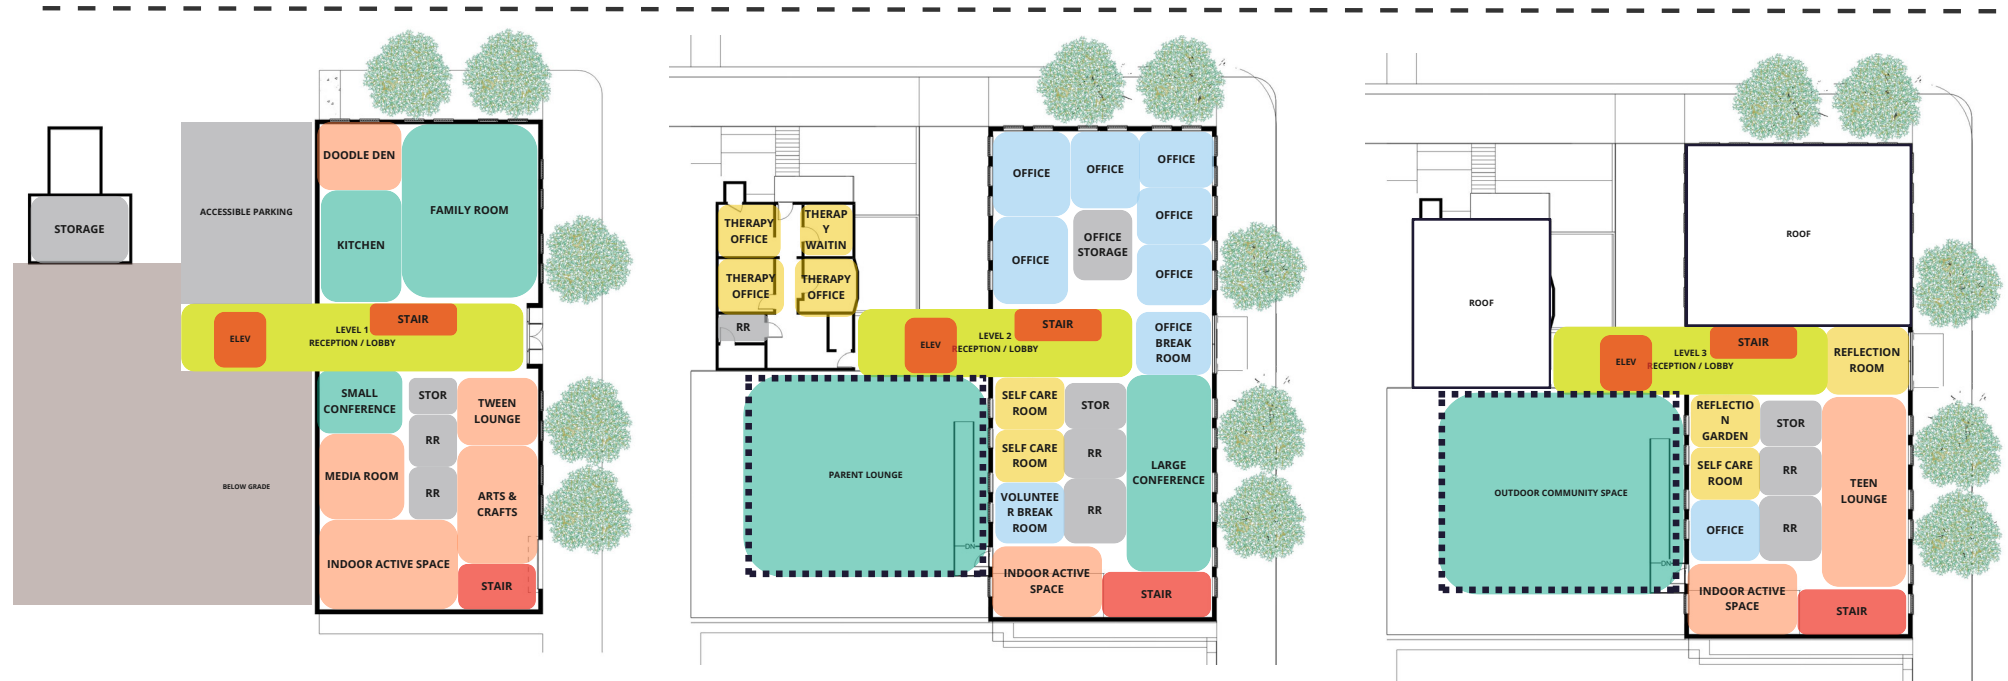 DOODLE DEN
FAMILY ROOM
ACCESSIBLE PARKING
STORAGE
KITCHEN
STAIR
LEVEL 1
RECEPTION / LOBBY
ELEV
SMALL
CONFERENCE
STOR
TWEEN
LOUNGE
RR
MEDIA ROOM
BELOW GRADE
RR
ARTS &
CRAFTS
INDOOR ACTIVE SPACE
STAIR
OFFICE
OFFICE
OFFICE
OFFICE
OFFICE
STORAGE
OFFICE
OFFICE
THERAPY
OFFICE
THERAP
Y
WAITIN
THERAPY
OFFICE
THERAPY
OFFICE
RR
STAIR
LEVEL 2
RECEPTION / LOBBY
ELEV
OFFICE
BREAK
ROOM
SELF CARE
ROOM
STOR
SELF CARE
ROOM
RR
LARGE
CONFERENCE
PARENT LOUNGE
VOLUNTEE
R BREAK
ROOM
RR
DN
INDOOR ACTIVE
SPACE
STAIR
ROOF
ROOF
STAIR
LEVEL 3
RECEPTION / LOBBY
ELEV
REFLECTION
ROOM
REFLECTIO
N
GARDEN
STOR
SELF CARE
ROOM
RR
TEEN
LOUNGE
OUTDOOR COMMUNITY SPACE
OFFICE
RR
DN
INDOOR ACTIVE
SPACE
STAIR